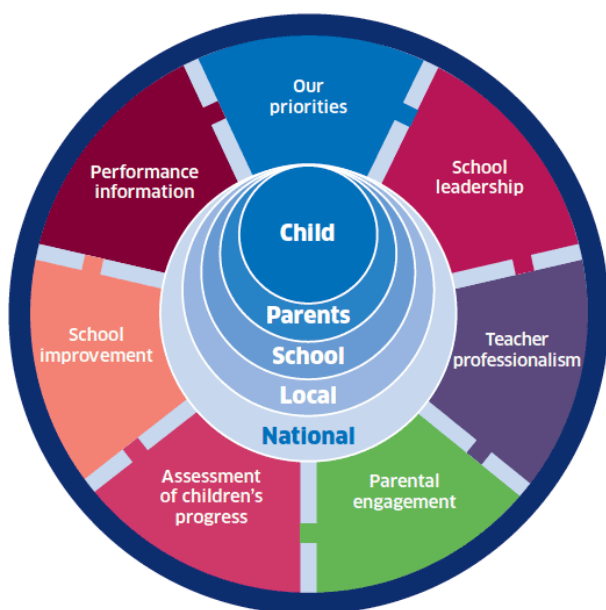 Our
priorities
School
leadership
Teacher
professionalism
Parental
engagement
Assessment
of children's
progress
School
improvement
Performance
information
Child
Parents
School
Local
National